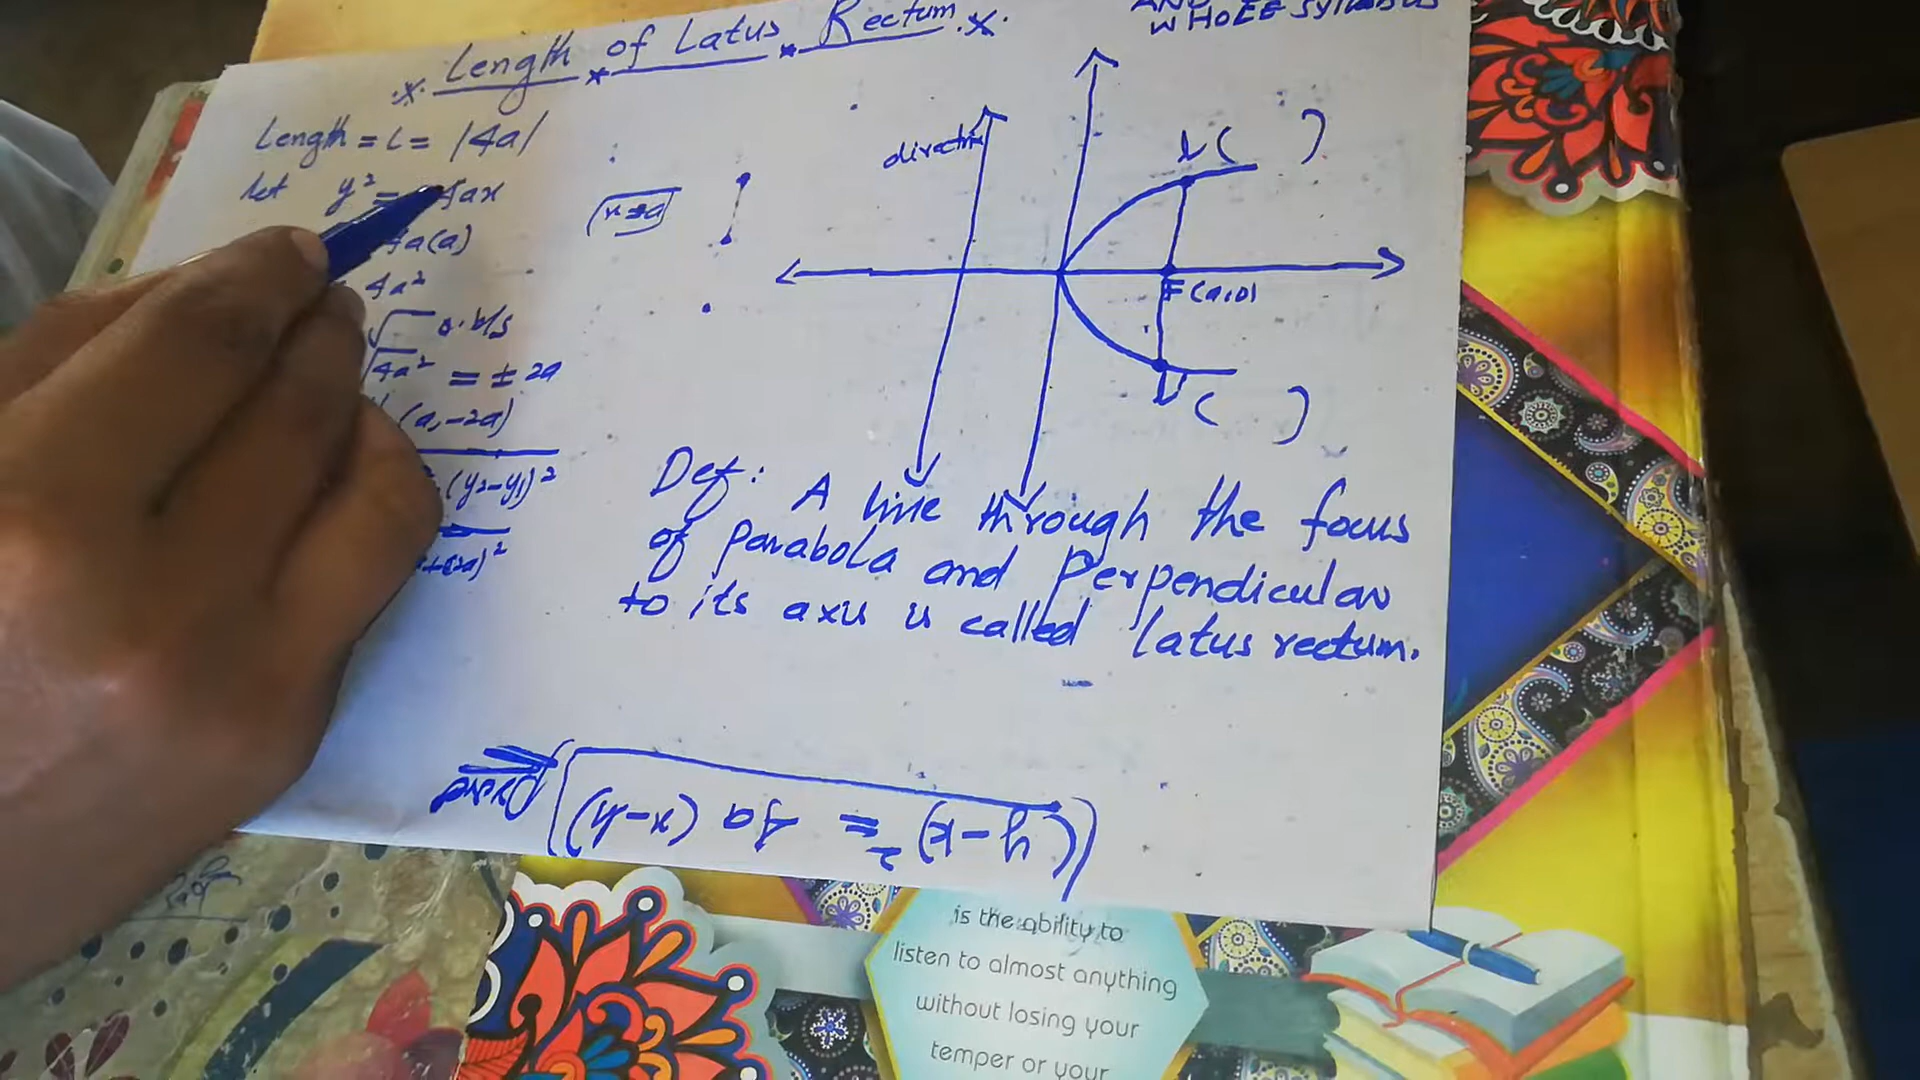 Length of Latus Rectum
WHOLE SYLLABUS
Length = L = |4a|
let y² = 4ax
4a(a)
4a²
x=a
√ o.b/s
√4a² = ± 2a
(a,-2a)
(y₂-y₁)²
directrix
L( )
F(a,0)
L'( )
Def: A line through the focus
of parabola and perpendicular
to its axis is called latus rectum.
(y-k)² = 4a (x-h)
is the ability to
listen to almost anything
without losing your
temper or your